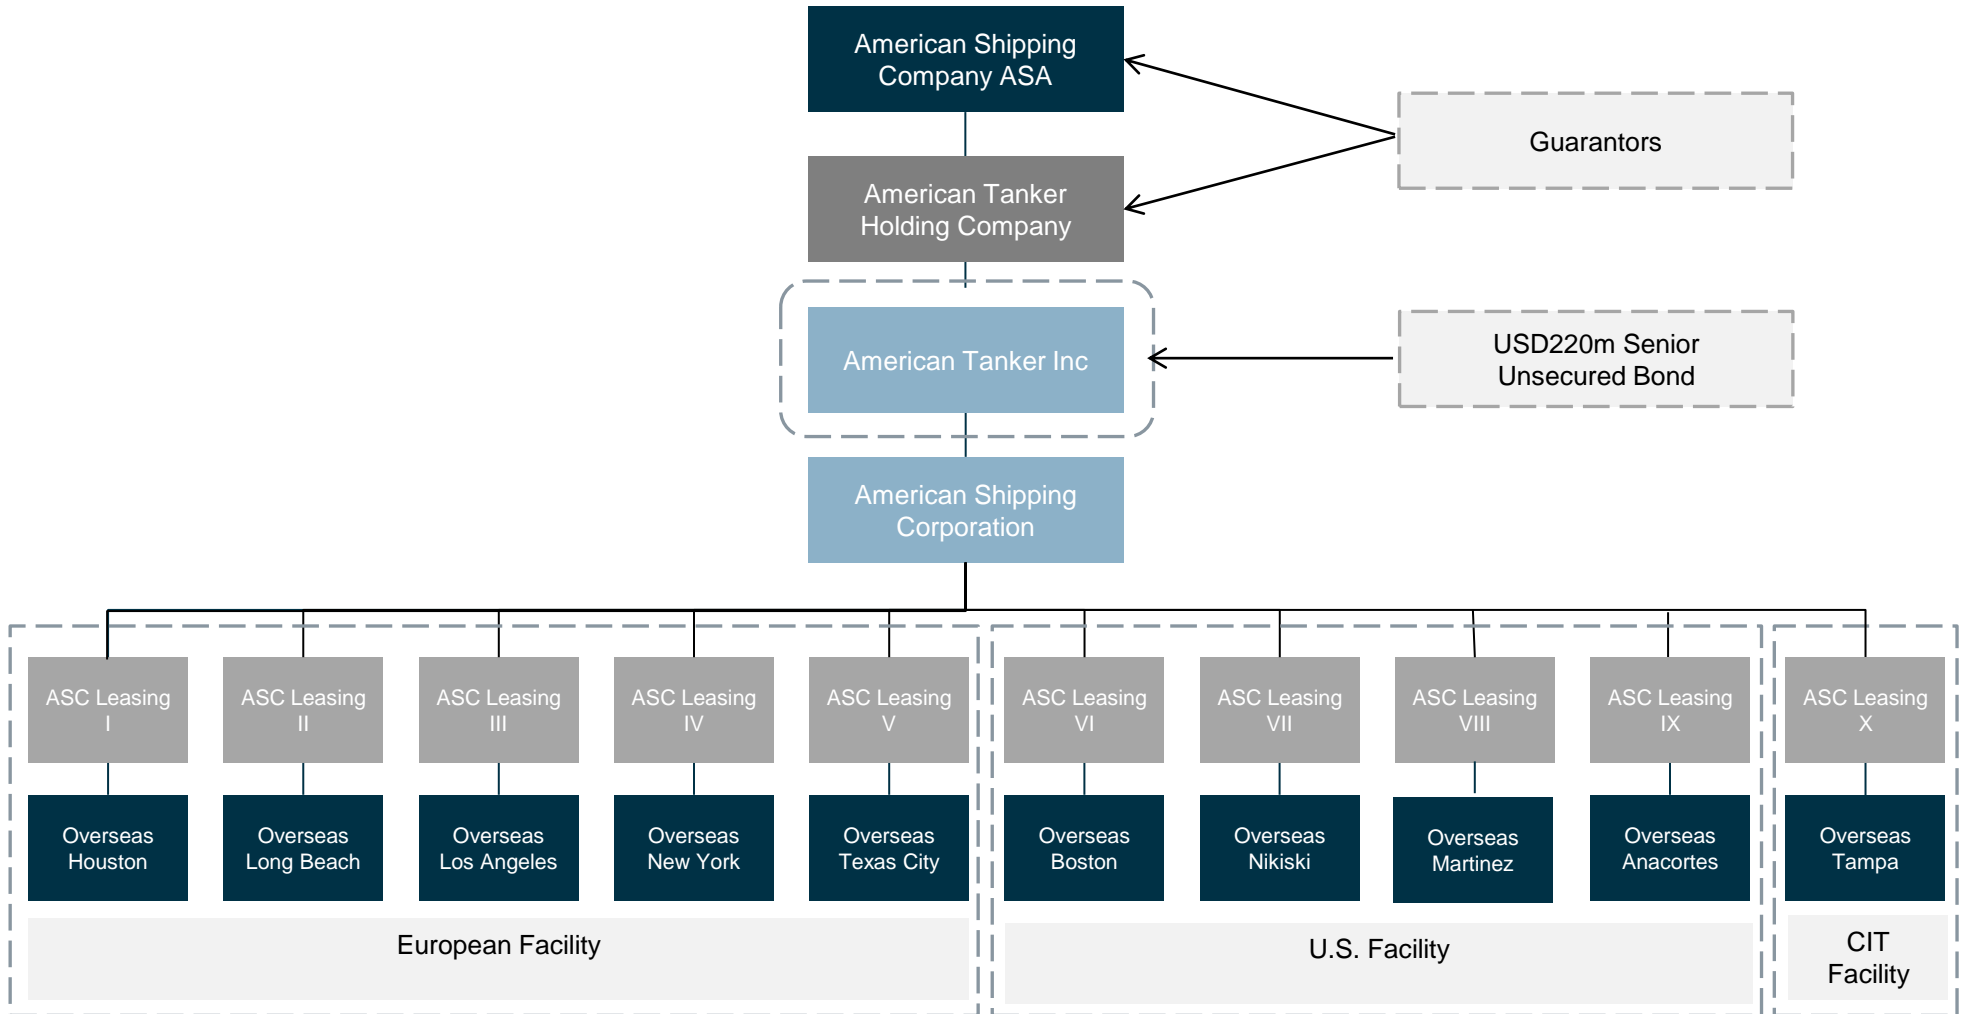 American Shipping
Company ASA
Guarantors
American Tanker
Holding Company
USD220m Senior
Unsecured Bond
American Tanker Inc
American Shipping
Corporation
ASC Leasing
I
ASC Leasing
II
ASC Leasing
III
ASC Leasing
IV
ASC Leasing
V
ASC Leasing
VI
ASC Leasing
VII
ASC Leasing
VIII
ASC Leasing
IX
ASC Leasing
X
Overseas
Houston
Overseas
Long Beach
Overseas
Los Angeles
Overseas
New York
Overseas
Texas City
Overseas
Boston
Overseas
Nikiski
Overseas
Martinez
Overseas
Anacortes
Overseas
Tampa
European Facility
U.S. Facility
CIT
Facility